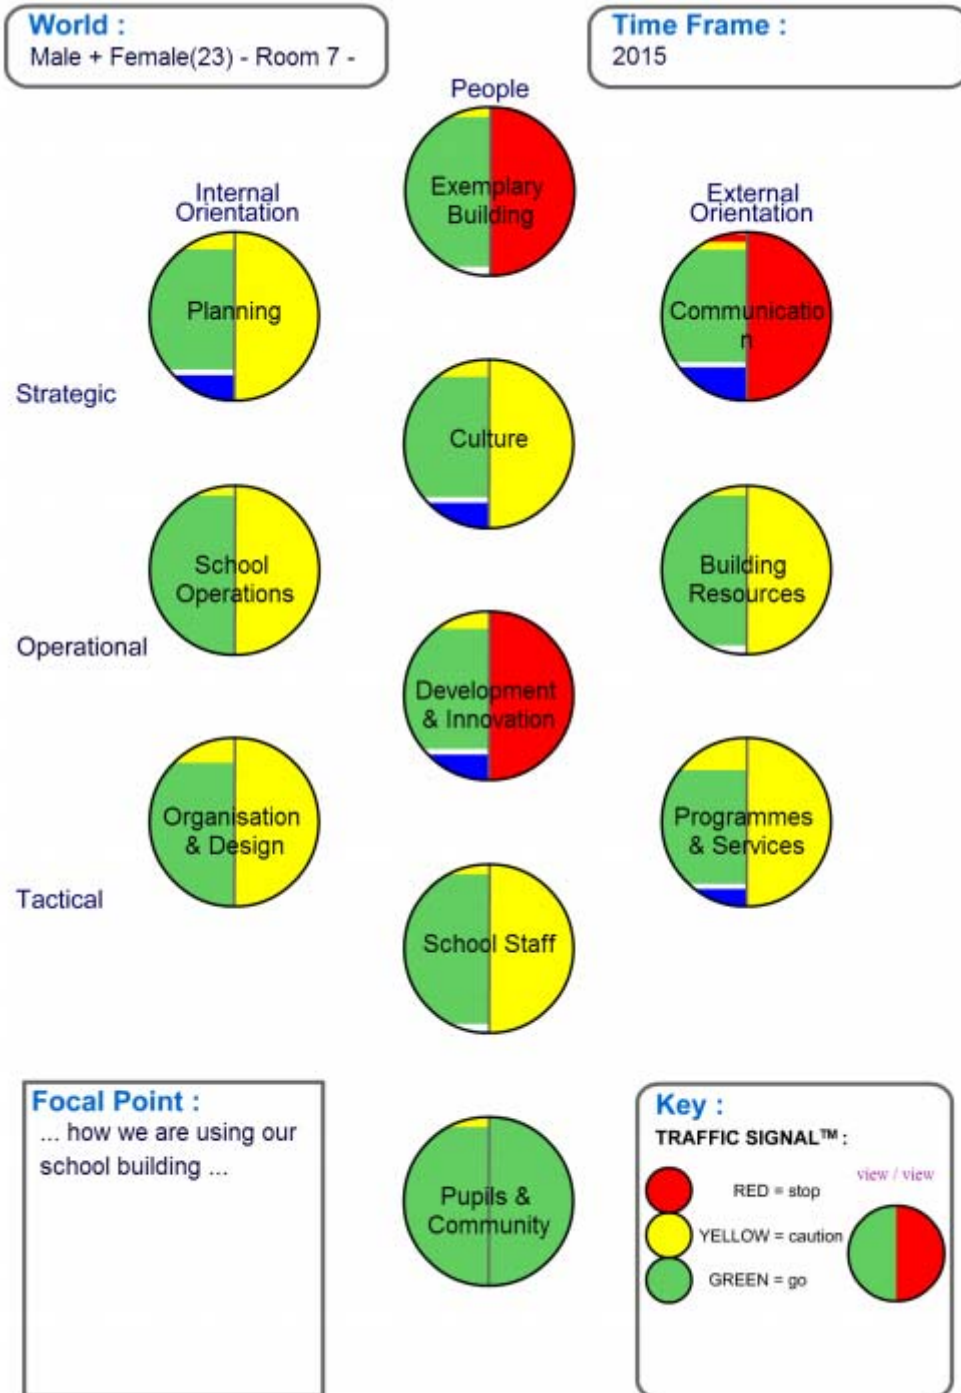 World :
Male + Female(23) - Room 7 -
Time Frame :
2015
People
Exemplary
Building
Internal
Orientation
External
Orientation
Planning
Communicatio
n
Strategic
Culture
School
Operations
Building
Resources
Operational
Development
& Innovation
Organisation
& Design
Programmes
& Services
Tactical
School Staff
Focal Point :
... how we are using our
school building ...
Pupils &
Community
Key :
TRAFFIC SIGNAL™ :
view / view
RED = stop
YELLOW = caution
GREEN = go